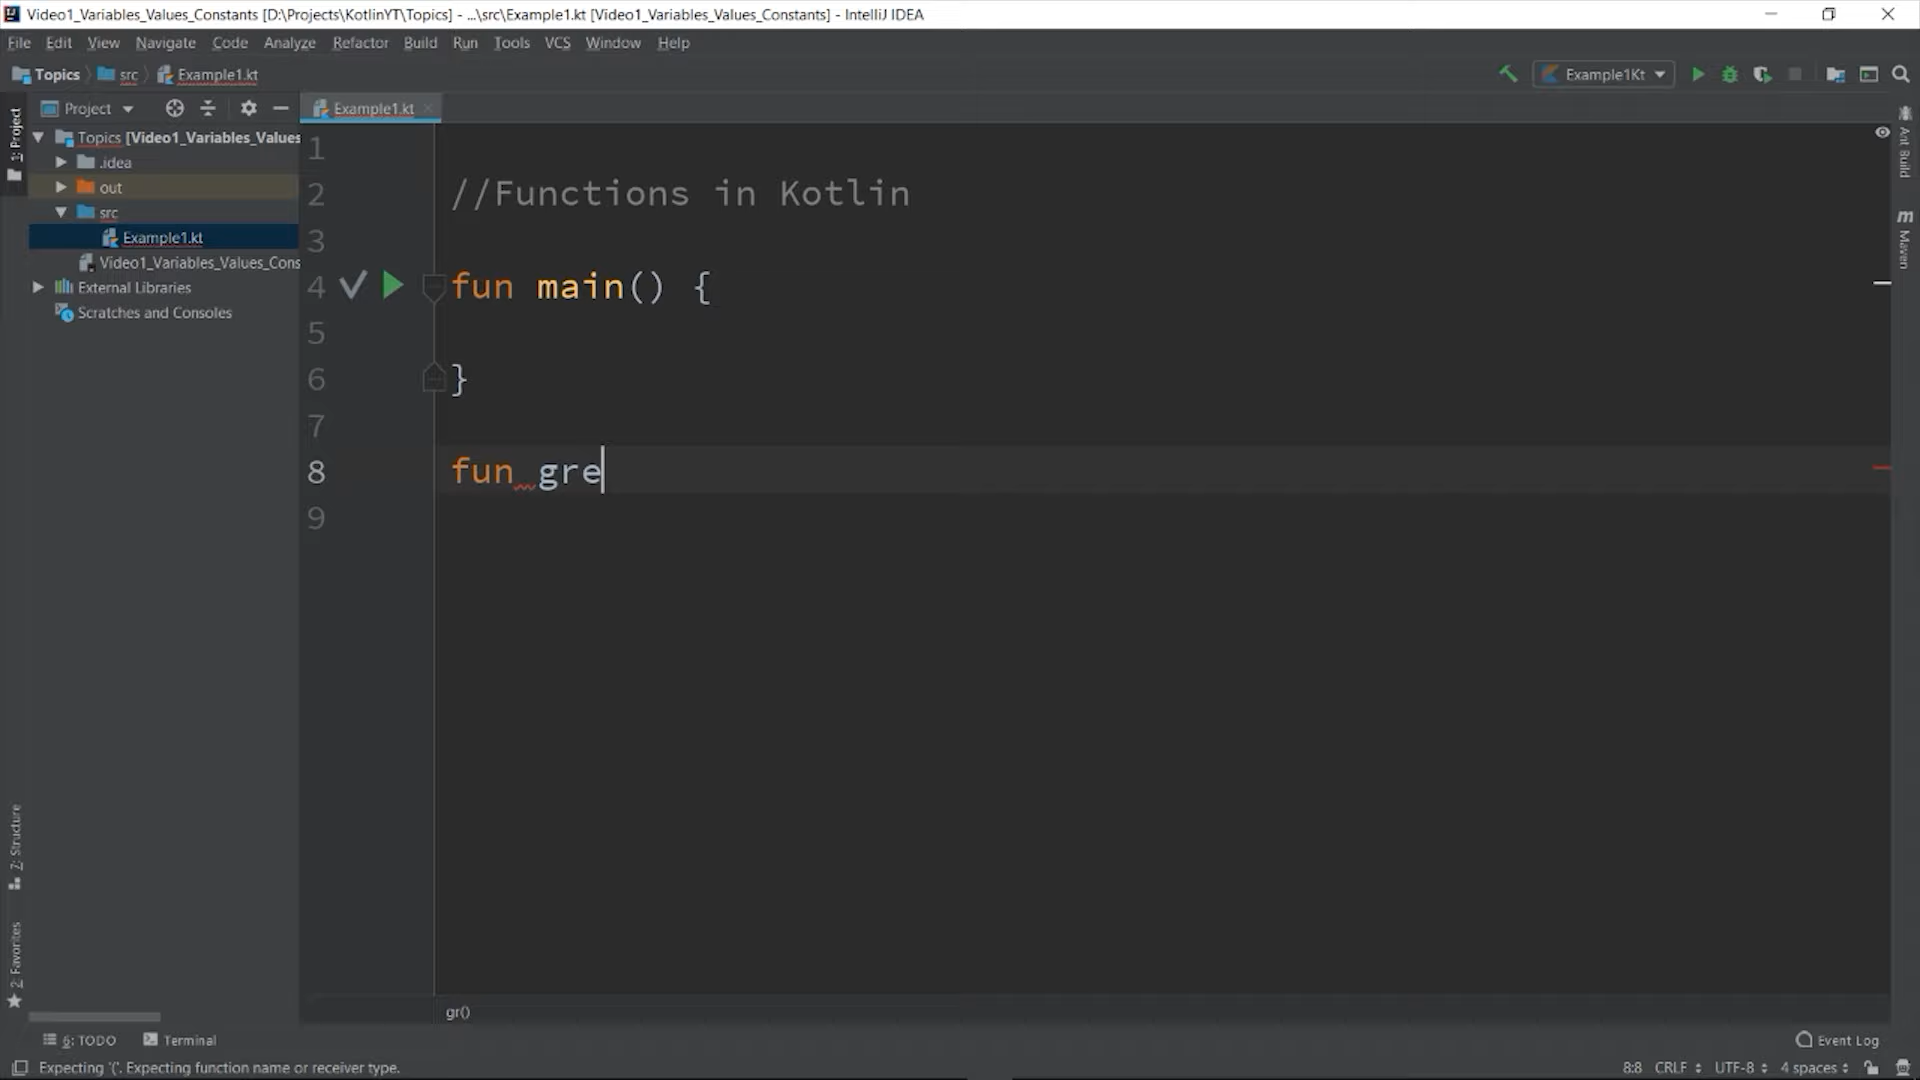 Video1_Variables_Values_Constants [D:\Projects\KotlinYT\Topics] - ...\src\Example1.kt [Video1_Variables_Values_Constants] - IntelliJ IDEA
File Edit View Navigate Code Analyze Refactor Build Run Tools VCS Window Help
Topics src Example1.kt Example1Kt
1: Project
Project
Example1.kt
Topics [Video1_Variables_Values
.idea
out
src
Example1.kt
Video1_Variables_Values_Cons
External Libraries
Scratches and Consoles
1
2 //Functions in Kotlin
3
4 fun main() {
5
6 }
7
8 fun gre
9
Ant Build
m Maven
Z: Structure
2: Favorites
gr()
6: TODO Terminal Event Log
Expecting '('. Expecting function name or receiver type. 8:8 CRLF UTF-8 4 spaces